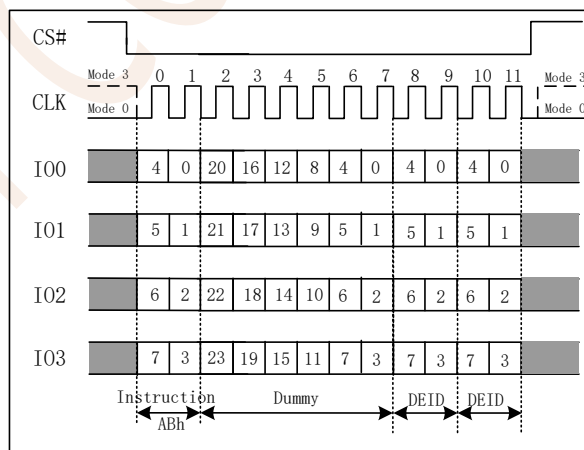 CS#
Mode 3 0 1 2 3 4 5 6 7 8 9 10 11 Mode 3
CLK
Mode 0 Mode 0
IO0 4 0 20 16 12 8 4 0 4 0 4 0
IO1 5 1 21 17 13 9 5 1 5 1 5 1
IO2 6 2 22 18 14 10 6 2 6 2 6 2
IO3 7 3 23 19 15 11 7 3 7 3 7 3
Instruction Dummy DEID DEID
ABh